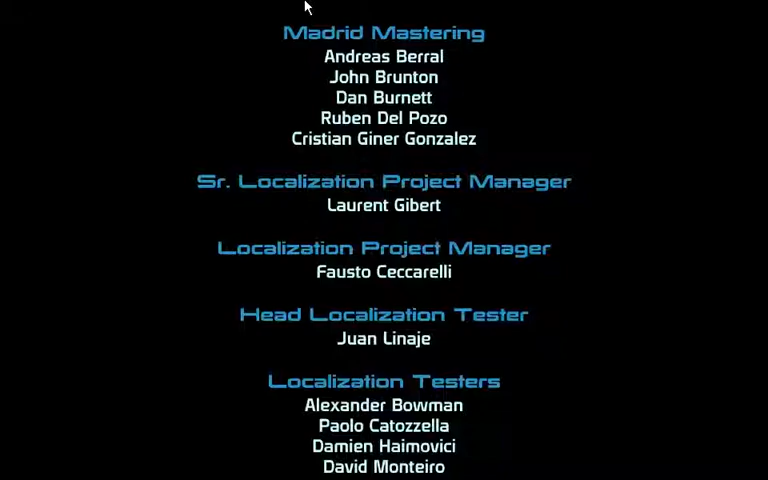 Madrid Mastering
Andreas Berral
John Brunton
Dan Burnett
Ruben Del Pozo
Cristian Giner Gonzalez
Sr. Localization Project Manager
Laurent Gibert
Localization Project Manager
Fausto Ceccarelli
Head Localization Tester
Juan Linaje
Localization Testers
Alexander Bowman
Paolo Catozzella
Damien Haimovici
David Monteiro